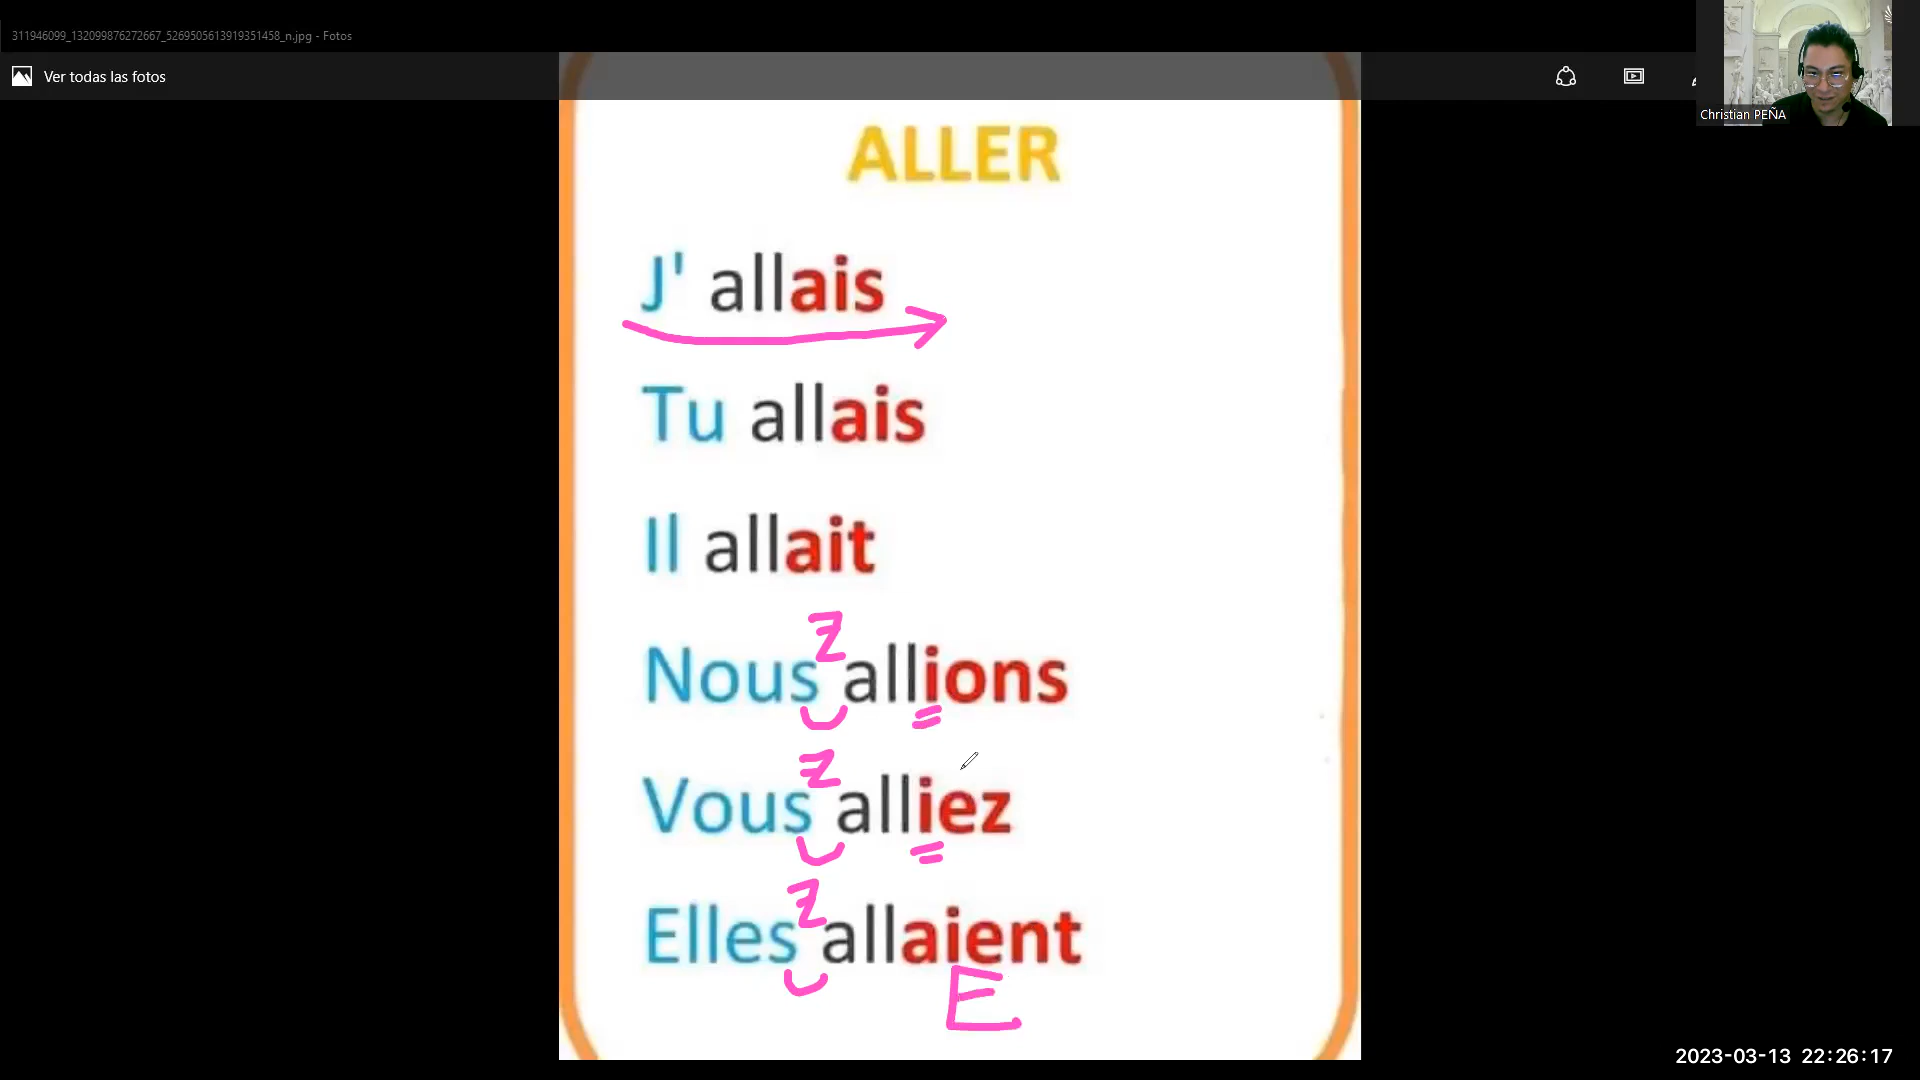 311946099_132099876272667_5269505613919351458_n.jpg - Fotos
Ver todas las fotos
Christian PEÑA
ALLER
J' allais
Tu allais
Il allait
Z
Nous allions
Z
Vous alliez
Z
Elles allaient
E
2023-03-13 22:26:17